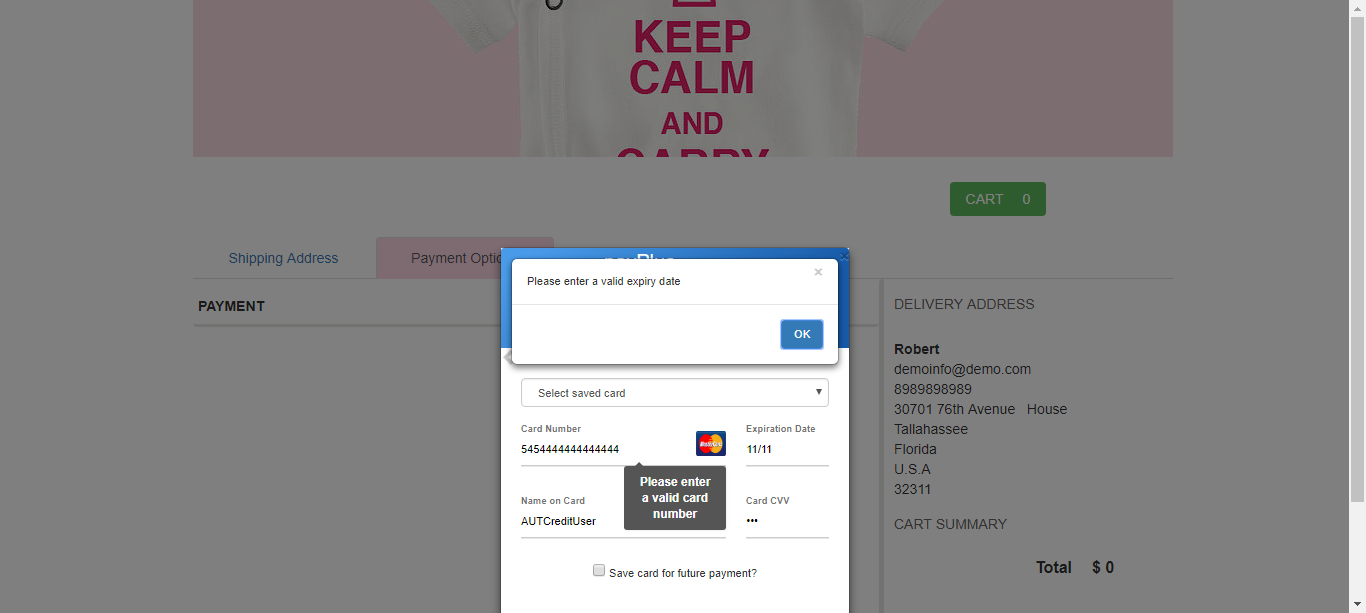 KEEP
CALM
AND
CARRY
CART 0
Shipping Address
Payment Optio
payPlus
×
Please enter a valid expiry date
×
OK
PAYMENT
Select saved card
Card Number
Expiration Date
5454444444444444
11/11
Please enter
a valid card
number
Name on Card
Card CVV
AUTCreditUser
•••
Save card for future payment?
DELIVERY ADDRESS
Robert
demoinfo@demo.com
8989898989
30701 76th Avenue House
Tallahassee
Florida
U.S.A
32311
CART SUMMARY
Total $ 0